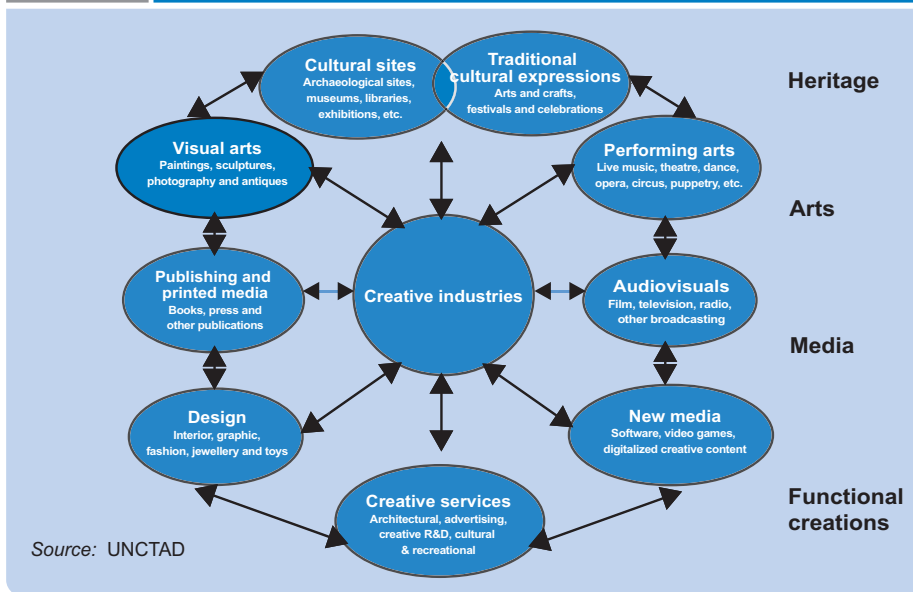 Cultural sites
Archaeological sites,
museums, libraries,
exhibitions, etc.
Traditional
cultural expressions
Arts and crafts,
festivals and celebrations
Heritage
Visual arts
Paintings, sculptures,
photography and antiques
Performing arts
Live music, theatre, dance,
opera, circus, puppetry, etc.
Arts
Publishing and
printed media
Books, press and
other publications
Creative industries
Audiovisuals
Film, television, radio,
other broadcasting
Media
Design
Interior, graphic,
fashion, jewellery and toys
New media
Software, video games,
digitalized creative content
Creative services
Architectural, advertising,
creative R&D, cultural
& recreational
Functional
creations
Source: UNCTAD